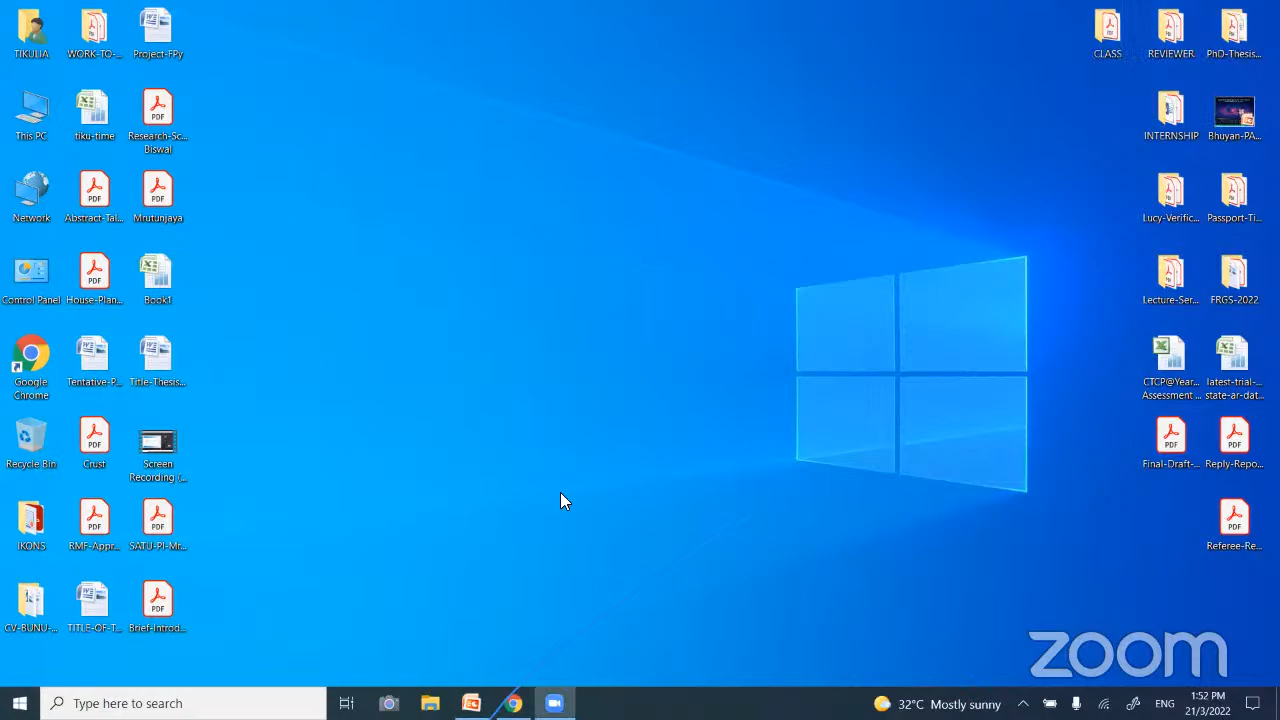 TIKULIA
WORK-TO-...
Project-FPy
This PC
tiku-time
Research-Sc...
Biswal
Network
Abstract-Tal...
Mrutunjaya
Control Panel
House-Plan...
Book1
Google
Chrome
Tentative-P...
Title-Thesis...
Recycle Bin
Crust
Screen
Recording (...
IKONS
RMF-Appr...
SATU-PI-Mr...
CV-BUNU-...
TITLE-OF-T...
Brief-Introd...
CLASS
REVIEWER
PhD-Thesis...
INTERNSHIP
Bhuyan-PA...
Lucy-Verific...
Passport-Ti...
Lecture-Ser...
FRGS-2022
CTCP@Year...
Assessment ...
latest-trial-...
state-ar-dat...
Final-Draft-...
Reply-Repo...
Referee-Re...
zoom
Type here to search
32°C Mostly sunny
ENG
1:52 PM
21/3/2022